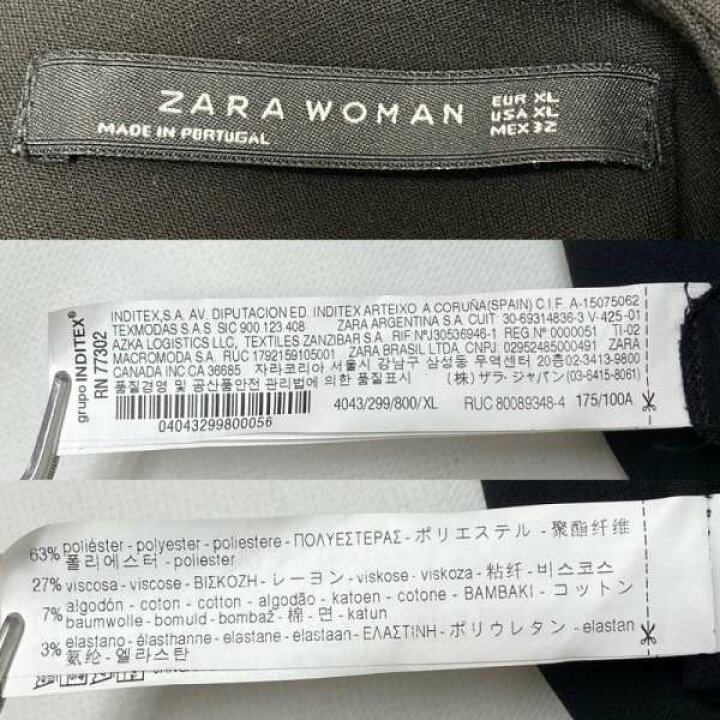 ZARA WOMAN
EUR XL
USA XL
MEX 32
MADE IN PORTUGAL
grupo INDITEX®
RN 77302
INDITEX,S.A. AV. DIPUTACION ED. INDITEX ARTEIXO A CORUÑA(SPAIN) C.I.F. A-15075062
TEXMODAS S.A.S SIC 900 123 408 ZARA ARGENTINA S.A. CUIT 30-69314836-3 V-425-01
AZKA LOGISTICS LLC, TEXTILES ZANZIBAR S.A. RIF NºJ30536946-1 REG Nº 0000051 TI-02
MACROMODA S.A. RUC 1792159105001 ZARA BRASIL LTDA. CNPJ: 02952485000491 ZARA
CANADA INC CA 36685 자라코리아 서울시 강남구 삼성동 무역센터 20층02-3413-9800
품질경영 및 공산품안전 관리법에 의한 품질표시 (株) ザラ·ジャパン(03-6415-8061)
4043/299/800/XL RUC 80089348-4 175/100A
04043299800056
63% poliéster - polyester - poliestere - ΠΟΛΥΕΣΤΕΡΑΣ - ポリエステル - 聚酯纤维
폴리에스터 - poliester
27% viscosa - viscose - ΒΙΣΚΟΖΗ - レーヨン - viskose - viskoza - 粘纤 - 비스코스
7% algodón - coton - cotton - algodão - katoen - cotone - BAMBAKI - コットン
baumwolle - bomuld - bombaž - 棉 - 면 - katun
3% elastano - élasthanne - elastane - elastaan - ΕΛΑΣΤΙΝΗ - ポリウレタン - elastan
氨纶 - 엘라스탄